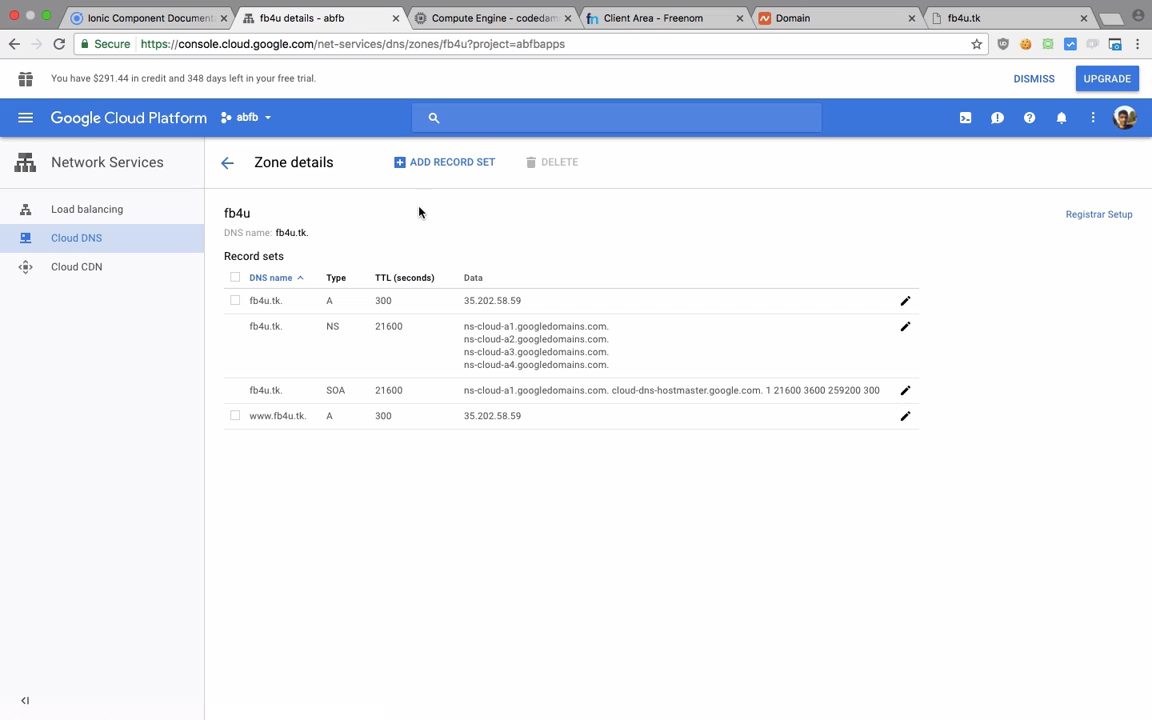 Ionic Component Document
fb4u details - abfb
Compute Engine - codedam
fn Client Area - Freenom
Domain
fb4u.tk
Secure https://console.cloud.google.com/net-services/dns/zones/fb4u?project=abfbapps
You have $291.44 in credit and 348 days left in your free trial.
DISMISS
UPGRADE
Google Cloud Platform
abfb
Network Services
Zone details
ADD RECORD SET
DELETE
Load balancing
Cloud DNS
Cloud CDN
fb4u
Registrar Setup
DNS name: fb4u.tk.
Record sets
DNS name Type TTL (seconds) Data
fb4u.tk. A 300 35.202.58.59
fb4u.tk. NS 21600 ns-cloud-a1.googledomains.com.
ns-cloud-a2.googledomains.com.
ns-cloud-a3.googledomains.com.
ns-cloud-a4.googledomains.com.
fb4u.tk. SOA 21600 ns-cloud-a1.googledomains.com. cloud-dns-hostmaster.google.com. 1 21600 3600 259200 300
www.fb4u.tk. A 300 35.202.58.59